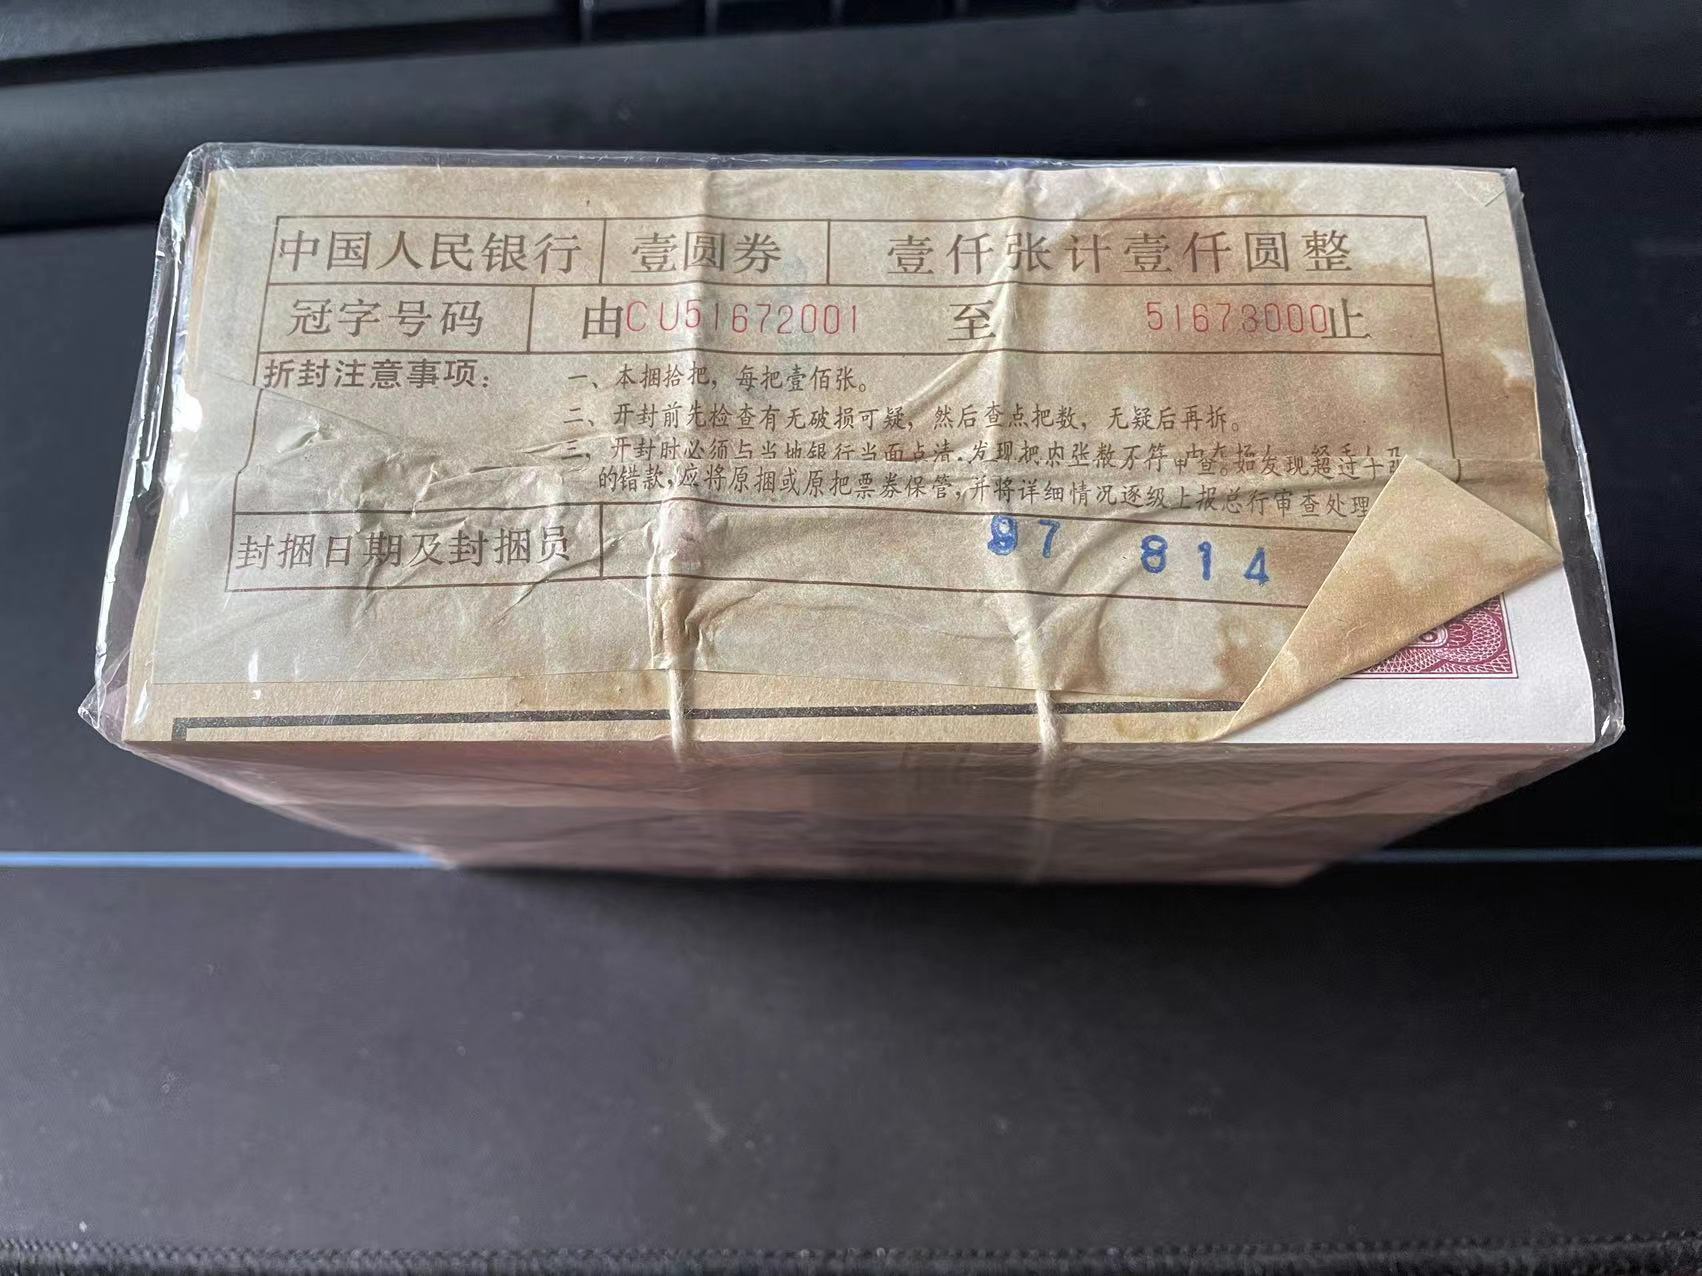 中国人民银行 壹圆券 壹仟张计壹仟圆整
冠字号码 由CU51672001 至 51673000止
折封注意事项： 一、本捆拾把，每把壹佰张。
二、开封前先检查有无破损可疑，然后查点把数，无疑后再拆。
三、开封时必须与当地银行当面点清．发现把内张数不符 审查。如发现超过
的错款，应将原捆或原把票券保管，并将详细情况逐级上报总行审查处理
封捆日期及封捆员 97 814